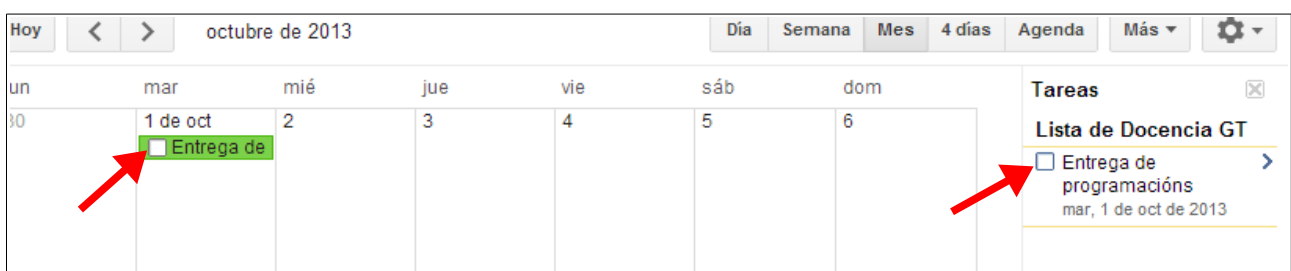 Hoy octubre de 2013 Día Semana Mes 4 días Agenda Más
un mar mié jue vie sáb dom
30 1 de oct 2 3 4 5 6
Entrega de
Tareas
Lista de Docencia GT
Entrega de
programacións
mar, 1 de oct de 2013